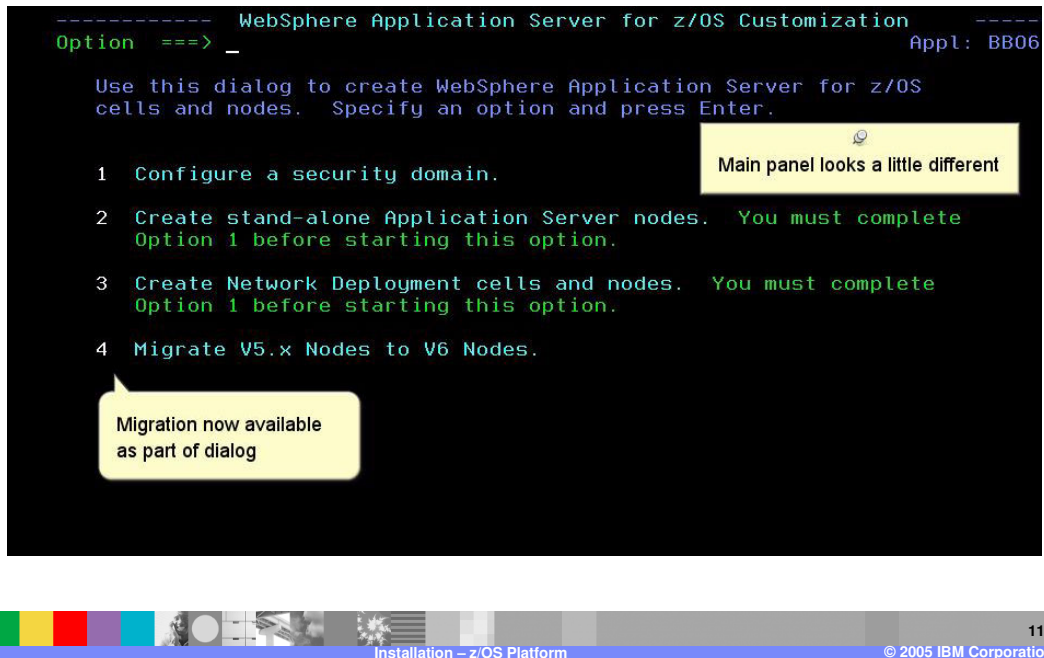 ------------ WebSphere Application Server for z/OS Customization -----
Option ===> _ Appl: BBO6
Use this dialog to create WebSphere Application Server for z/OS
cells and nodes. Specify an option and press Enter.
Main panel looks a little different
1 Configure a security domain.
2 Create stand-alone Application Server nodes. You must complete
Option 1 before starting this option.
3 Create Network Deployment cells and nodes. You must complete
Option 1 before starting this option.
4 Migrate V5.x Nodes to V6 Nodes.
Migration now available
as part of dialog
11
Installation – z/OS Platform © 2005 IBM Corporatio